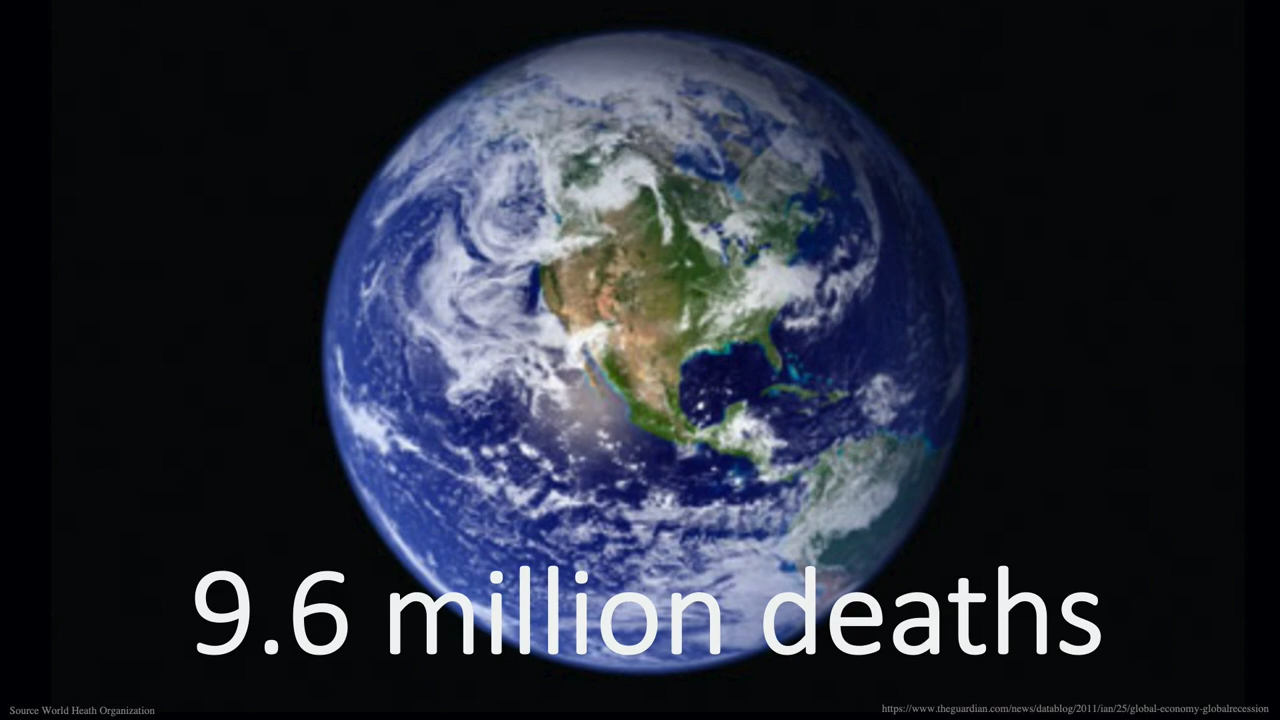 9.6 million deaths
Source World Heath Organization
https://www.theguardian.com/news/datablog/2011/jan/25/global-economy-globalrecession